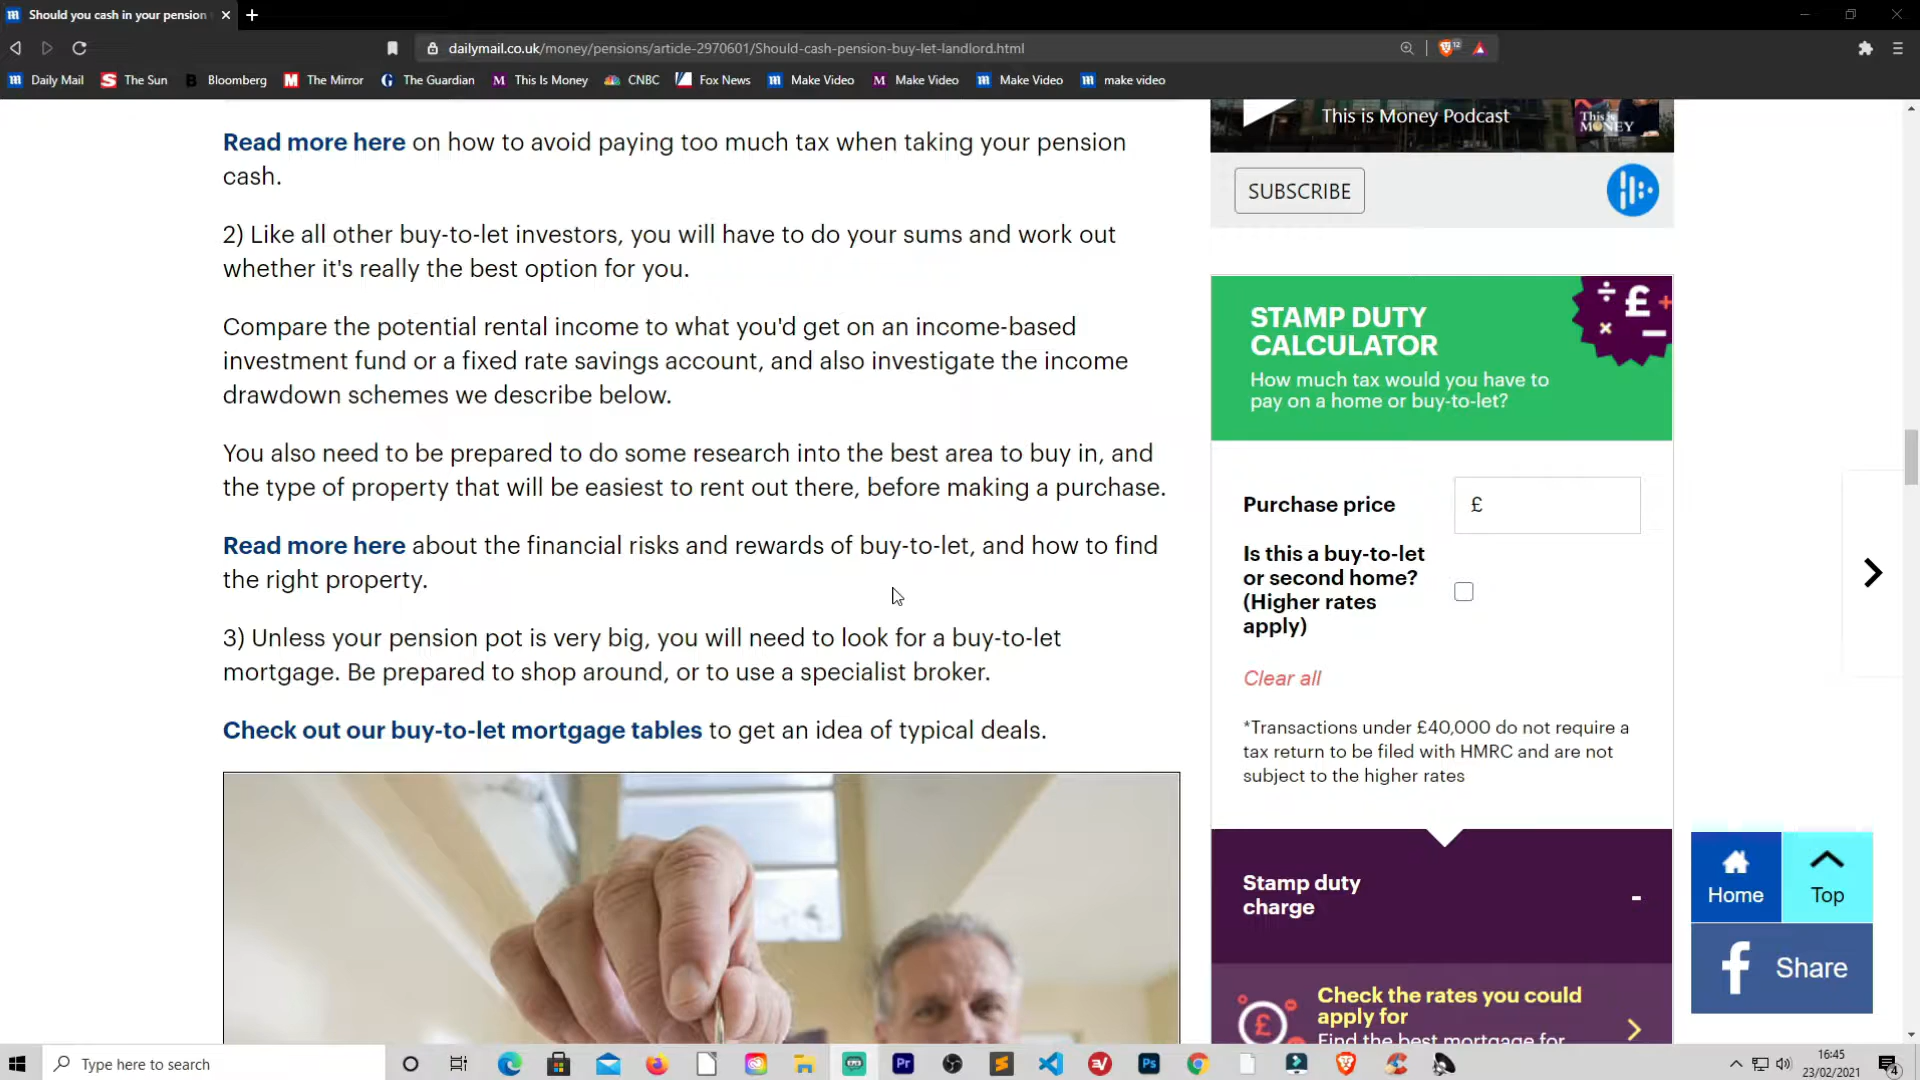 Should you cash in your pension
dailymail.co.uk/money/pensions/article-2970601/Should-cash-pension-buy-let-landlord.html
12
Daily Mail
The Sun
Bloomberg
The Mirror
The Guardian
This Is Money
CNBC
Fox News
Make Video
Make Video
Make Video
make video
Read more here on how to avoid paying too much tax when taking your pension
cash.
2) Like all other buy-to-let investors, you will have to do your sums and work out
whether it's really the best option for you.
Compare the potential rental income to what you'd get on an income-based
investment fund or a fixed rate savings account, and also investigate the income
drawdown schemes we describe below.
You also need to be prepared to do some research into the best area to buy in, and
the type of property that will be easiest to rent out there, before making a purchase.
Read more here about the financial risks and rewards of buy-to-let, and how to find
the right property.
3) Unless your pension pot is very big, you will need to look for a buy-to-let
mortgage. Be prepared to shop around, or to use a specialist broker.
Check out our buy-to-let mortgage tables to get an idea of typical deals.
This is Money Podcast
This is
MONEY
SUBSCRIBE
STAMP DUTY
CALCULATOR
How much tax would you have to
pay on a home or buy-to-let?
÷ £ +
× −
Purchase price
£
Is this a buy-to-let
or second home?
(Higher rates
apply)
Clear all
*Transactions under £40,000 do not require a
tax return to be filed with HMRC and are not
subject to the higher rates
Stamp duty
charge
-
Check the rates you could
apply for
Find the best mortgage for
£
Home
Top
Share
Type here to search
Pr
Ps
16:45
23/02/2021
4